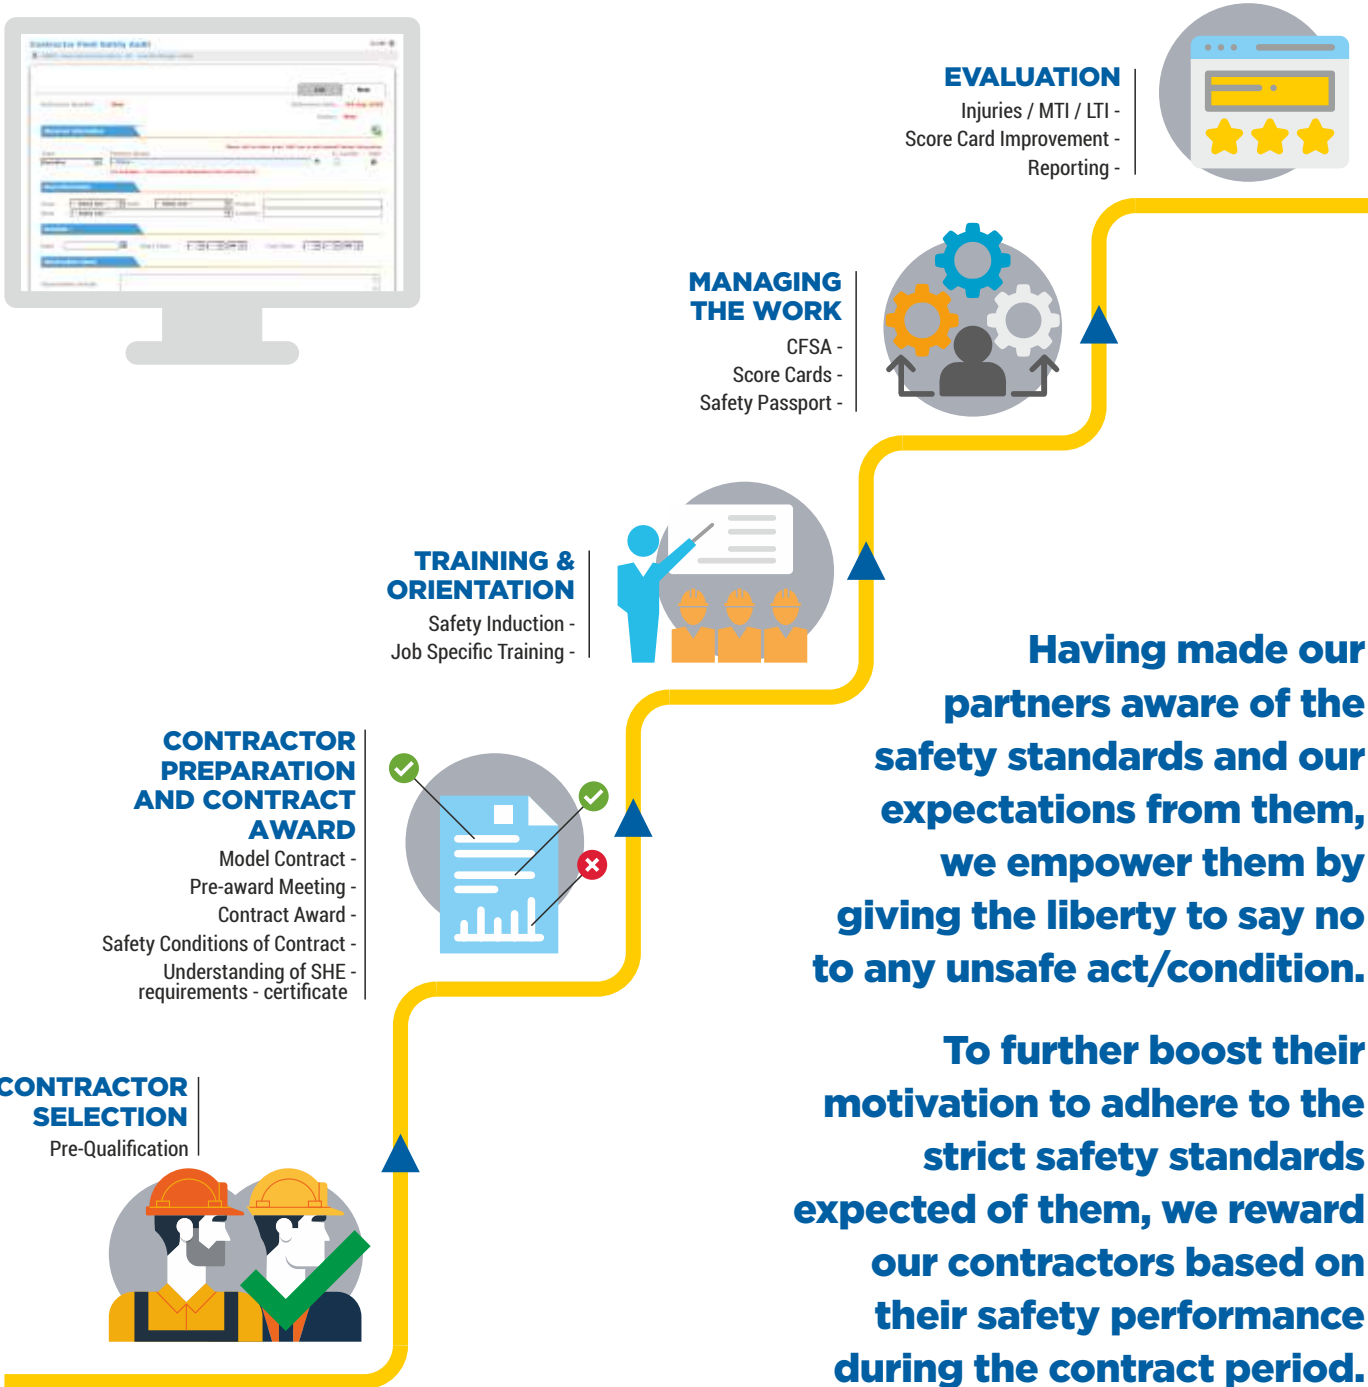 Contractor Field Safety Audit
EVALUATION
Injuries / MTI / LTI -
Score Card Improvement -
Reporting -
MANAGING
THE WORK
CFSA -
Score Cards -
Safety Passport -
TRAINING &
ORIENTATION
Safety Induction -
Job Specific Training -
CONTRACTOR
PREPARATION
AND CONTRACT
AWARD
Model Contract -
Pre-award Meeting -
Contract Award -
Safety Conditions of Contract -
Understanding of SHE -
requirements - certificate
CONTRACTOR
SELECTION
Pre-Qualification
Having made our
partners aware of the
safety standards and our
expectations from them,
we empower them by
giving the liberty to say no
to any unsafe act/condition.
To further boost their
motivation to adhere to the
strict safety standards
expected of them, we reward
our contractors based on
their safety performance
during the contract period.